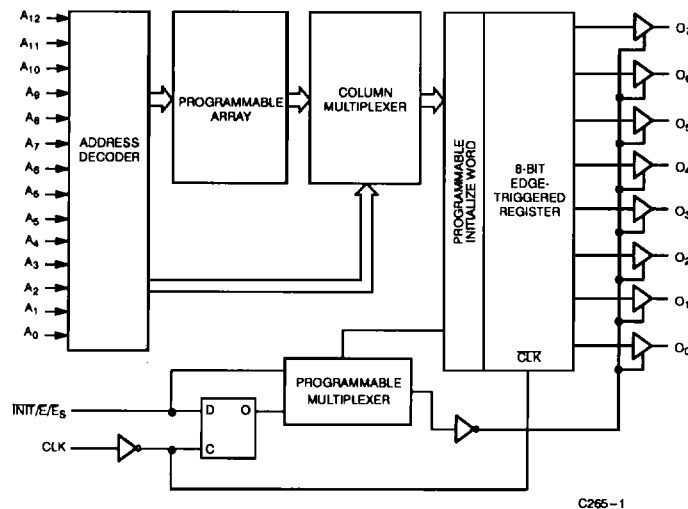 A12
A11
A10
A9
A8
A7
A6
A5
A5
A4
A3
A2
A1
A0
ADDRESS
DECODER
PROGRAMMABLE
ARRAY
COLUMN
MULTIPLEXER
PROGRAMMABLE
INITIALIZE WORD
8-BIT
EDGE-
TRIGGERED
REGISTER
CLK
O7
O6
O5
O4
O3
O2
O1
O0
INIT/E/ES
D O
C
CLK
PROGRAMMABLE
MULTIPLEXER
C265-1